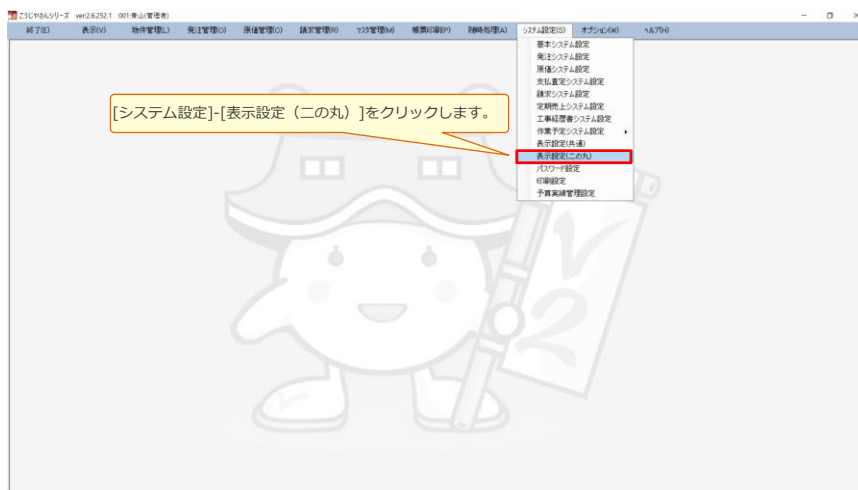 こうじやさんシリーズ ver.2.6.252.1 001:青山(管理者)
終了(E) 表示(V) 物件管理(L) 発注管理(O) 原価管理(C) 請求管理(R) マスタ管理(M) 帳票印刷(P) 随時処理(A) システム設定(S) オプション(W) ヘルプ(H)
基本システム設定
発注システム設定
原価システム設定
支払査定システム設定
請求システム設定
定期売上システム設定
工事経歴書システム設定
作業予定システム設定
表示設定(共通)
表示設定(二の丸)
パスワード設定
印刷設定
予算実績管理設定
[システム設定]-[表示設定（二の丸）]をクリックします。
V2